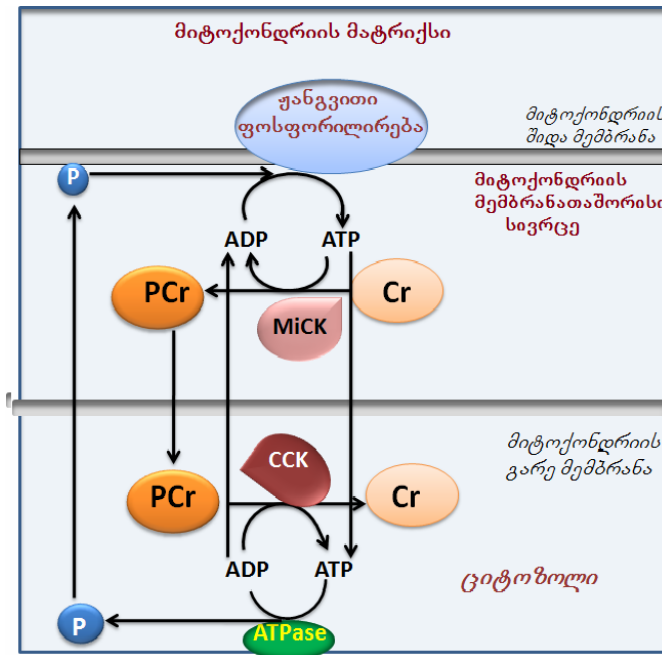 მიტოქონდრიის მატრიქსი
ჟანგვითი
ფოსფორილირება
მიტოქონდრიის
შიდა მემბრანა
P
მიტოქონდრიის
მემბრანათაშორისი
სივრცე
ADP
ATP
PCr
Cr
MiCK
მიტოქონდრიის
გარე მემბრანა
CCK
PCr
Cr
ADP
ATP
ციტოზოლი
P
ATPase